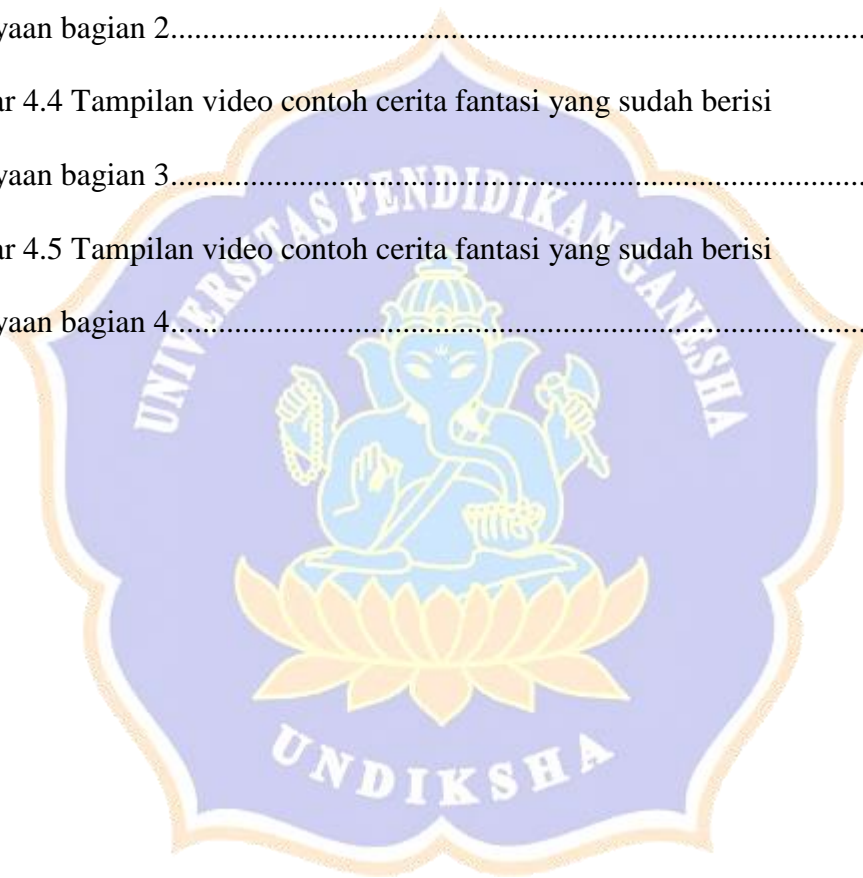 yaan bagian 2
ar 4.4 Tampilan video contoh cerita fantasi yang sudah berisi
yaan bagian 3
ar 4.5 Tampilan video contoh cerita fantasi yang sudah berisi
yaan bagian 4
UNIVERSITAS PENDIDIKAN GANESHA
UNDIKSHA